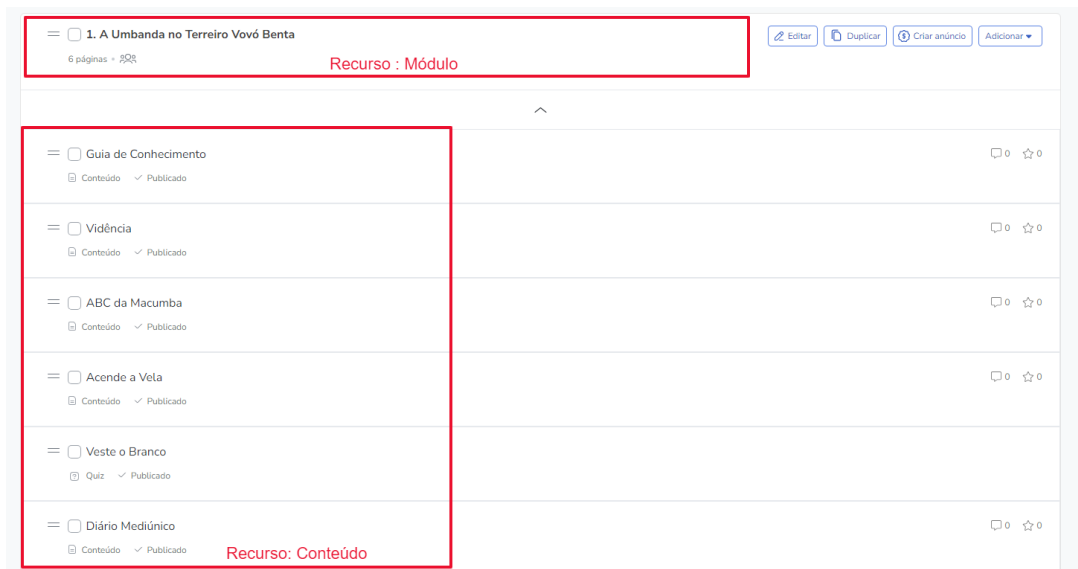 1. A Umbanda no Terreiro Vovó Benta
Editar Duplicar Criar anúncio Adicionar
6 páginas
Recurso : Módulo
Guia de Conhecimento
0 0
Conteúdo Publicado
Vidência
0 0
Conteúdo Publicado
ABC da Macumba
0 0
Conteúdo Publicado
Acende a Vela
0 0
Conteúdo Publicado
Veste o Branco
Quiz Publicado
Diário Mediúnico
0 0
Conteúdo Publicado
Recurso: Conteúdo